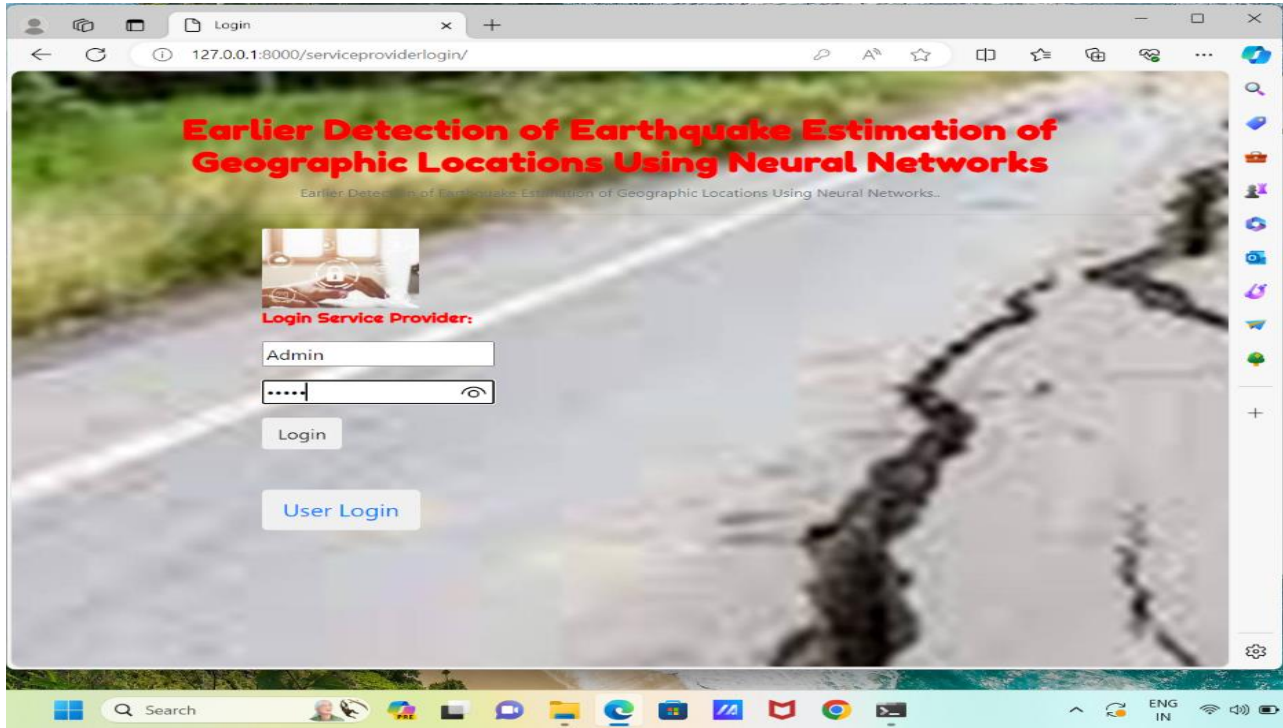 Login
127.0.0.1:8000/serviceproviderlogin/
Earlier Detection of Earthquake Estimation of
Geographic Locations Using Neural Networks
Earlier Detection of Earthquake Estimation of Geographic Locations Using Neural Networks..
Login Service Provider:
Admin
•••••
Login
User Login
Search
PRE
ENG
IN